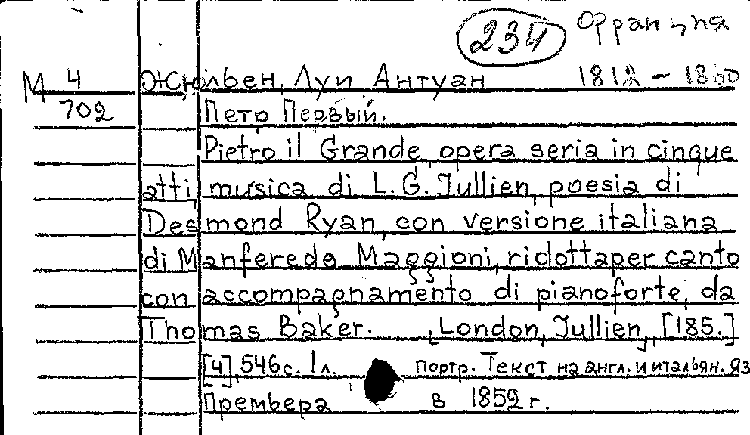 234 Франция
М 4 Жюльен, Луи Антуан 1812 - 1860
702 Петр Первый.
Pietro il Grande, opera seria in cinque
atti, musica di L.G. Jullien, poesia di
Desmond Ryan, con versione italiana
di Manferedo Maggioni, ridottaper canto
con accompagnamento di pianoforte, da
Thomas Baker. [London, Jullien, [185.]
[4], 546с. 1л. портр. Текст на англ. и итальян. яз
Премьера в 1852 г.